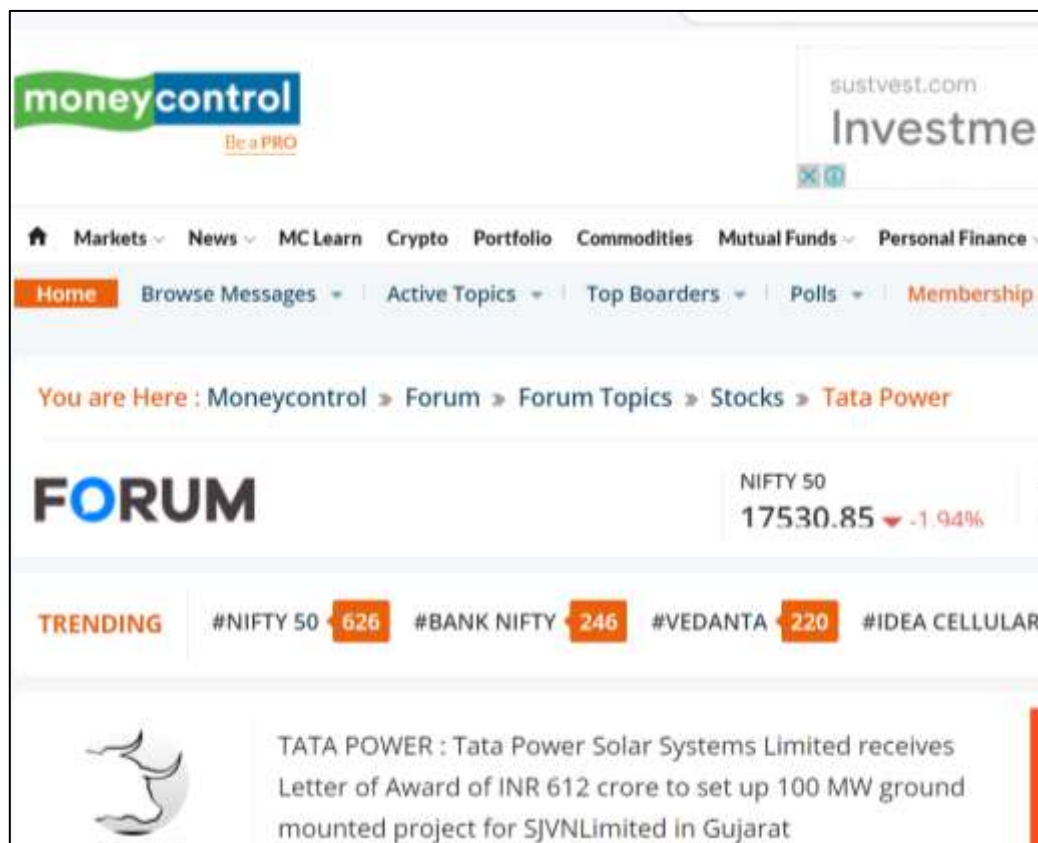 moneycontrol
Be a PRO
sustvest.com
Investme
Markets News MC Learn Crypto Portfolio Commodities Mutual Funds Personal Finance
Home Browse Messages Active Topics Top Boarders Polls Membership
You are Here : Moneycontrol » Forum » Forum Topics » Stocks » Tata Power
FORUM
NIFTY 50
17530.85 -1.94%
TRENDING #NIFTY 50 626 #BANK NIFTY 246 #VEDANTA 220 #IDEA CELLULAR
TATA POWER : Tata Power Solar Systems Limited receives
Letter of Award of INR 612 crore to set up 100 MW ground
mounted project for SJVNLimited in Gujarat